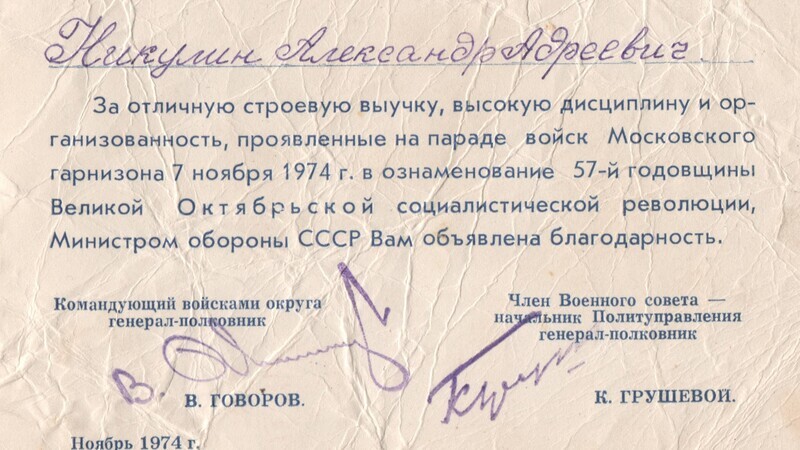 Никулин Александр Адреевич
За отличную строевую выучку, высокую дисциплину и ор-
ганизованность, проявленные на параде войск Московского
гарнизона 7 ноября 1974 г. в ознаменование 57-й годовщины
Великой Октябрьской социалистической революции,
Министром обороны СССР Вам объявлена благодарность.
Командующий войсками округа
генерал-полковник
В. ГОВОРОВ.
Член Военного совета —
начальник Политуправления
генерал-полковник
К. ГРУШЕВОЙ.
Ноябрь 1974 г.